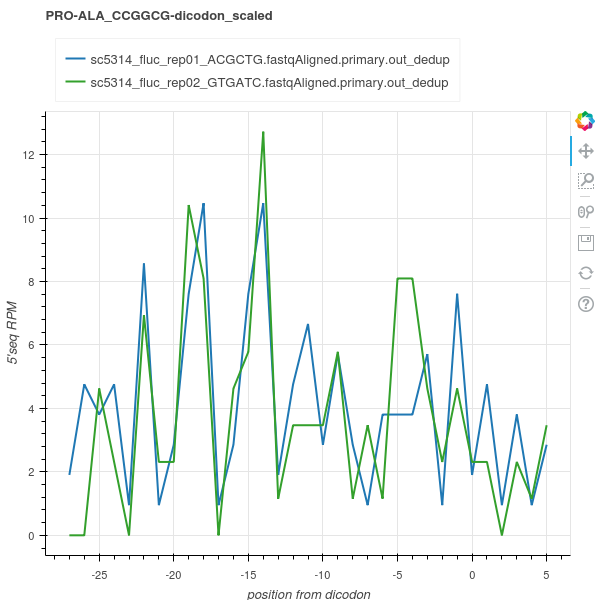 PRO-ALA_CCGGCG-dicodon_scaled
sc5314_fluc_rep01_ACGCTG.fastqAligned.primary.out_dedup
sc5314_fluc_rep02_GTGATC.fastqAligned.primary.out_dedup
12
10
8
6
4
2
0
5'seq RPM
-25 -20 -15 -10 -5 0 5
position from dicodon